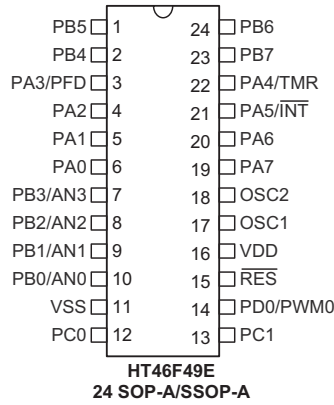 PB5 1 24 PB6
PB4 2 23 PB7
PA3/PFD 3 22 PA4/TMR
PA2 4 21 PA5/I̅N̅T̅
PA1 5 20 PA6
PA0 6 19 PA7
PB3/AN3 7 18 OSC2
PB2/AN2 8 17 OSC1
PB1/AN1 9 16 VDD
PB0/AN0 10 15 R̅E̅S̅
VSS 11 14 PD0/PWM0
PC0 12 13 PC1
HT46F49E
24 SOP-A/SSOP-A